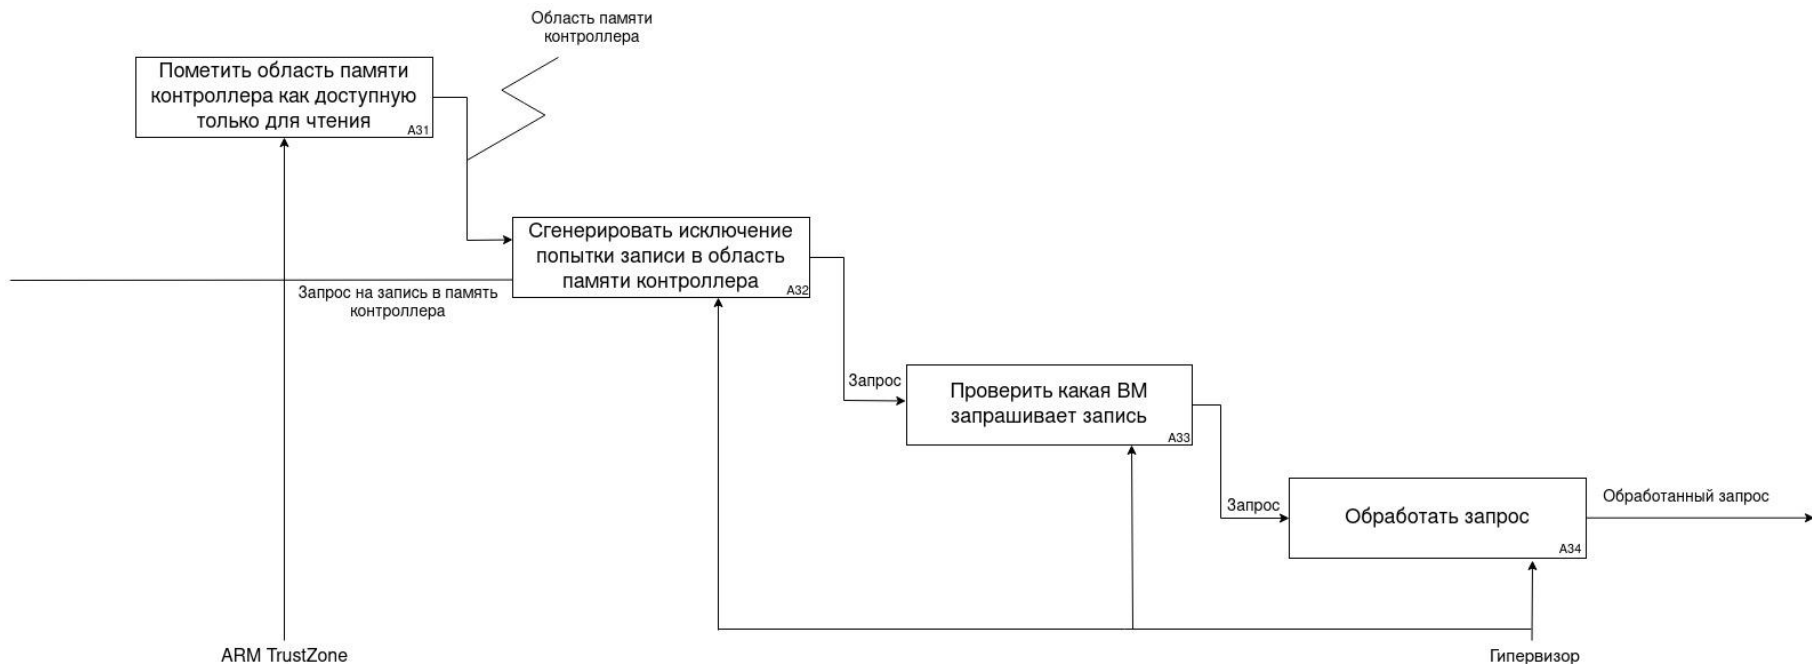 Область памяти
контроллера
Пометить область памяти
контроллера как доступную
только для чтения
A31
Сгенерировать исключение
попытки записи в область
памяти контроллера
A32
Запрос на запись в память
контроллера
Запрос
Проверить какая ВМ
запрашивает запись
A33
Запрос
Обработать запрос
A34
Обработанный запрос
ARM TrustZone
Гипервизор